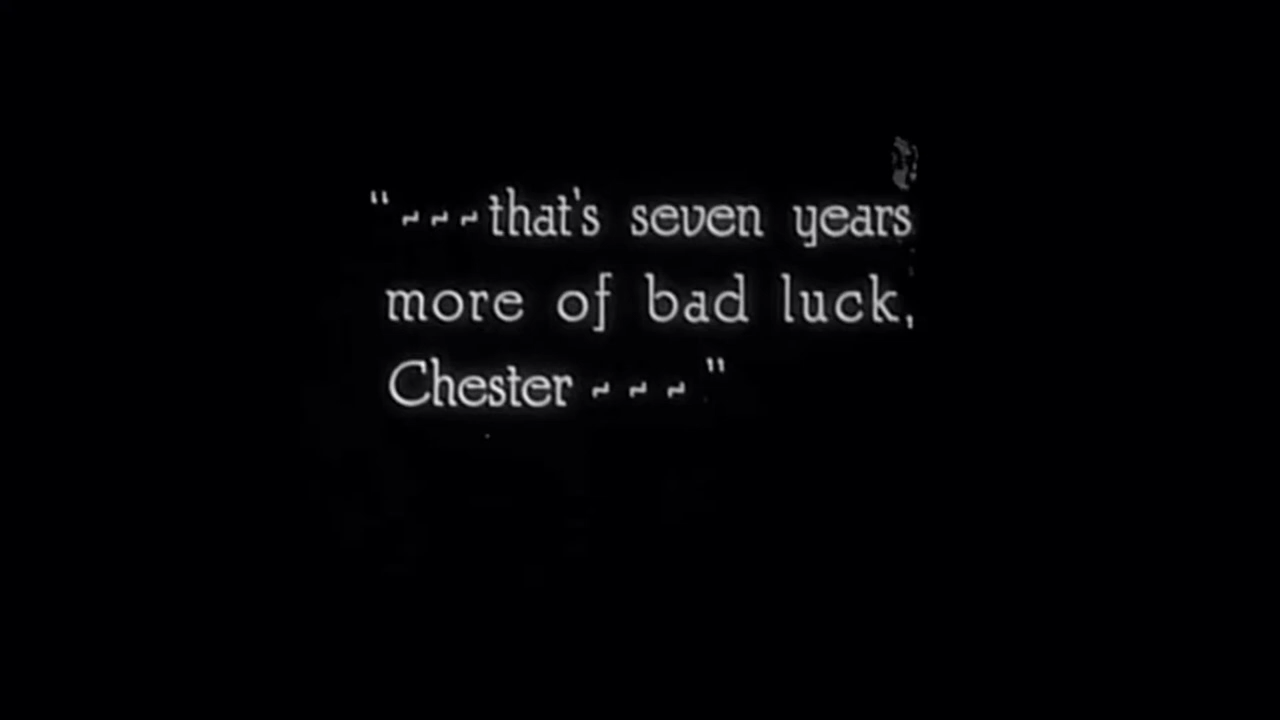 "---that's seven years
more of bad luck,
Chester ---"